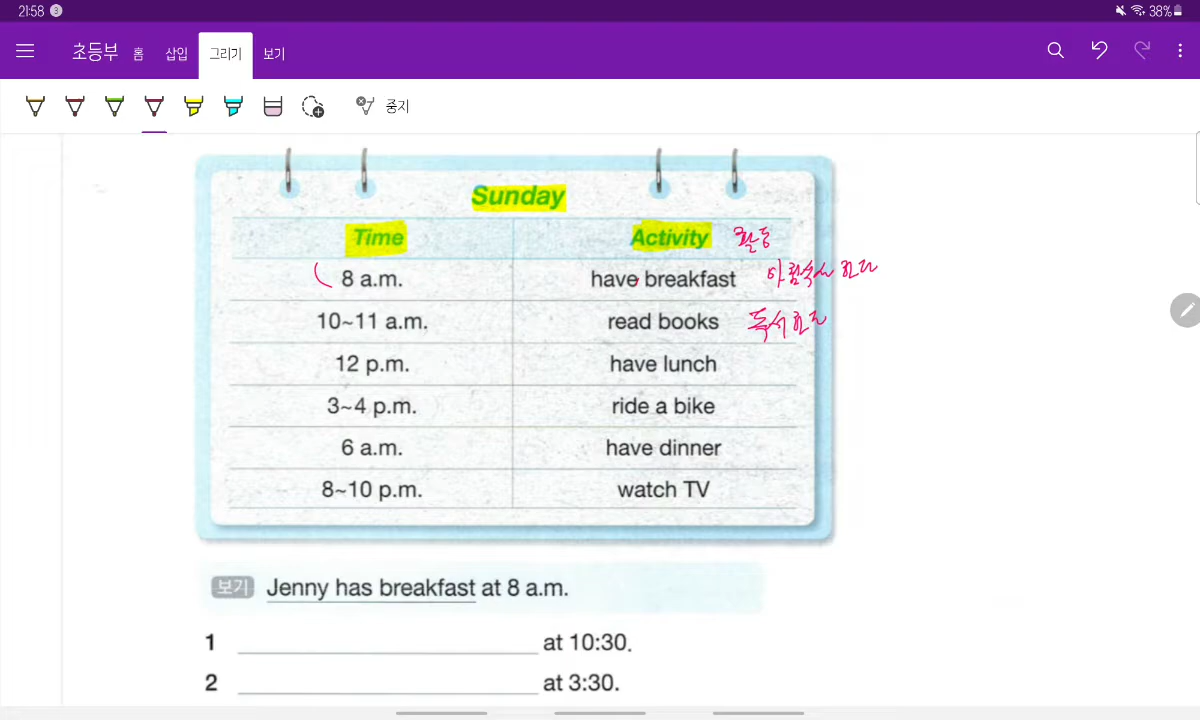 21:58 3 38%
초등부 홈 삽입 그리기 보기
중지
Sunday
Time Activity 활동
8 a.m. have breakfast 아침식사 한다
10~11 a.m. read books 독서한다
12 p.m. have lunch
3~4 p.m. ride a bike
6 a.m. have dinner
8~10 p.m. watch TV
보기 Jenny has breakfast at 8 a.m.
1 at 10:30.
2 at 3:30.